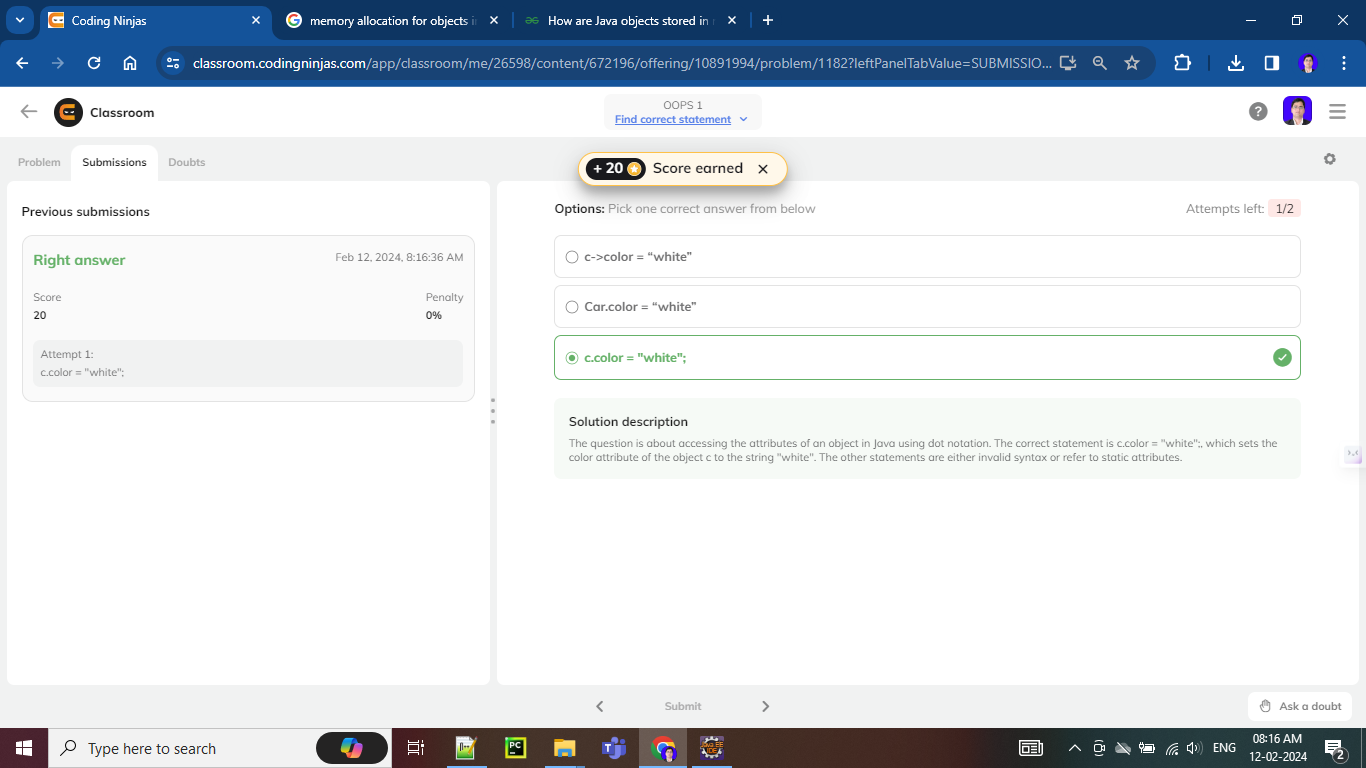 Coding Ninjas
memory allocation for objects i
How are Java objects stored in
classroom.codingninjas.com/app/classroom/me/26598/content/672196/offering/10891994/problem/1182?leftPanelTabValue=SUBMISSIO...
Classroom
OOPS 1
Find correct statement
Problem
Submissions
Doubts
+ 20 Score earned
Previous submissions
Options: Pick one correct answer from below
Attempts left: 1/2
Right answer
Feb 12, 2024, 8:16:36 AM
Score
Penalty
20
0%
Attempt 1:
c.color = "white";
c->color = “white”
Car.color = “white”
c.color = "white";
Solution description
The question is about accessing the attributes of an object in Java using dot notation. The correct statement is c.color = "white";, which sets the
color attribute of the object c to the string "white". The other statements are either invalid syntax or refer to static attributes.
Submit
Ask a doubt
Type here to search
PC
JAVA EE
IDE
ENG
08:16 AM
12-02-2024
2